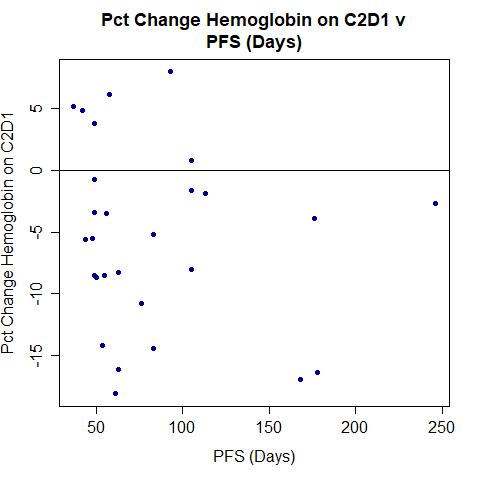 Pct Change Hemoglobin on C2D1 v
PFS (Days)
Pct Change Hemoglobin on C2D1
5
0
-5
-10
-15
50 100 150 200 250
PFS (Days)